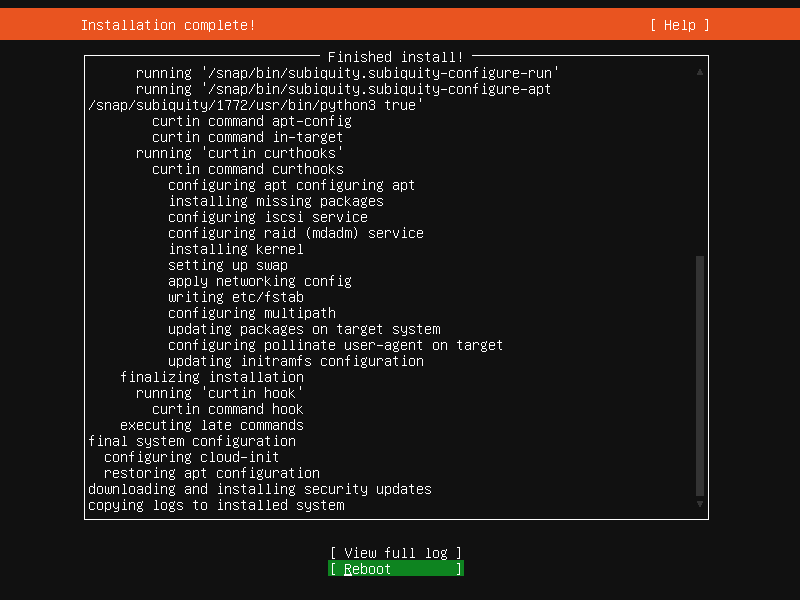 Installation complete! [ Help ]
Finished install!
running '/snap/bin/subiquity.subiquity-configure-run'
running '/snap/bin/subiquity.subiquity-configure-apt
/snap/subiquity/1772/usr/bin/python3 true'
curtin command apt-config
curtin command in-target
running 'curtin curthooks'
curtin command curthooks
configuring apt configuring apt
installing missing packages
configuring iscsi service
configuring raid (mdadm) service
installing kernel
setting up swap
apply networking config
writing etc/fstab
configuring multipath
updating packages on target system
configuring pollinate user-agent on target
updating initramfs configuration
finalizing installation
running 'curtin hook'
curtin command hook
executing late commands
final system configuration
configuring cloud-init
restoring apt configuration
downloading and installing security updates
copying logs to installed system
[ View full log ]
[ Reboot ]